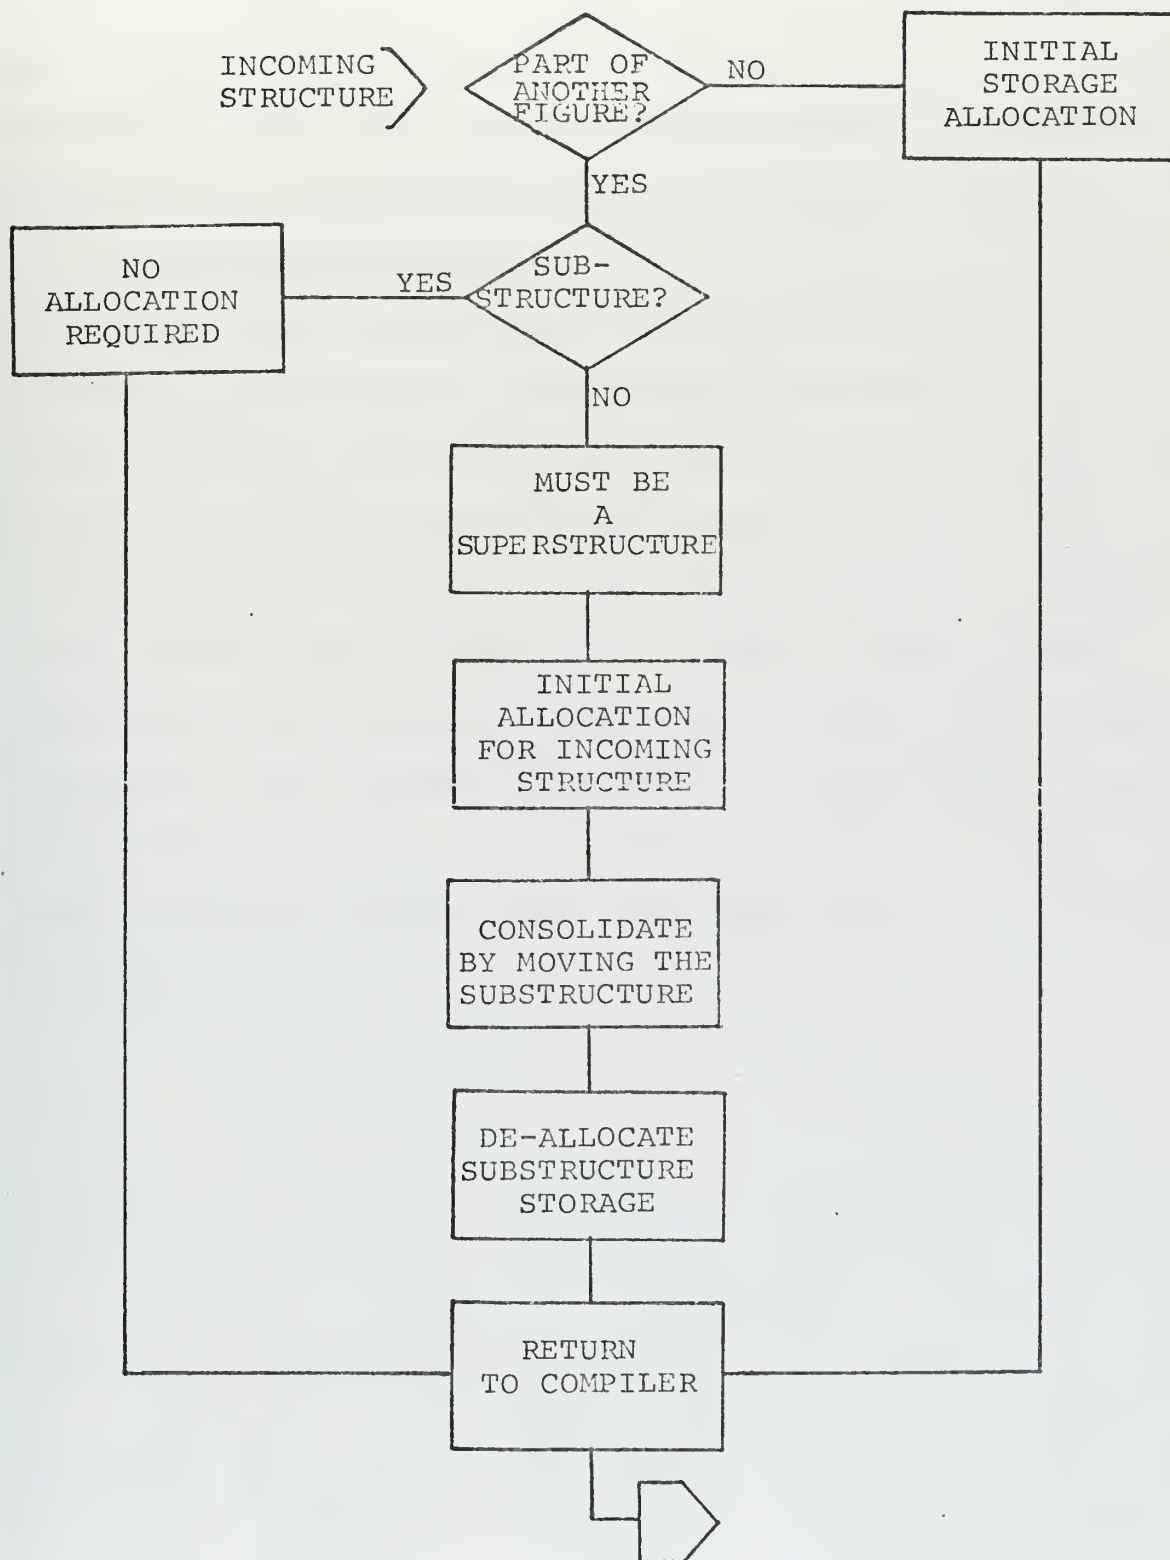 INCOMING
STRUCTURE
PART OF
ANOTHER
FIGURE?
NO
INITIAL
STORAGE
ALLOCATION
YES
NO
ALLOCATION
REQUIRED
YES
SUB-
STRUCTURE?
NO
MUST BE
A
SUPERSTRUCTURE
INITIAL
ALLOCATION
FOR INCOMING
STRUCTURE
CONSOLIDATE
BY MOVING THE
SUBSTRUCTURE
DE-ALLOCATE
SUBSTRUCTURE
STORAGE
RETURN
TO COMPILER